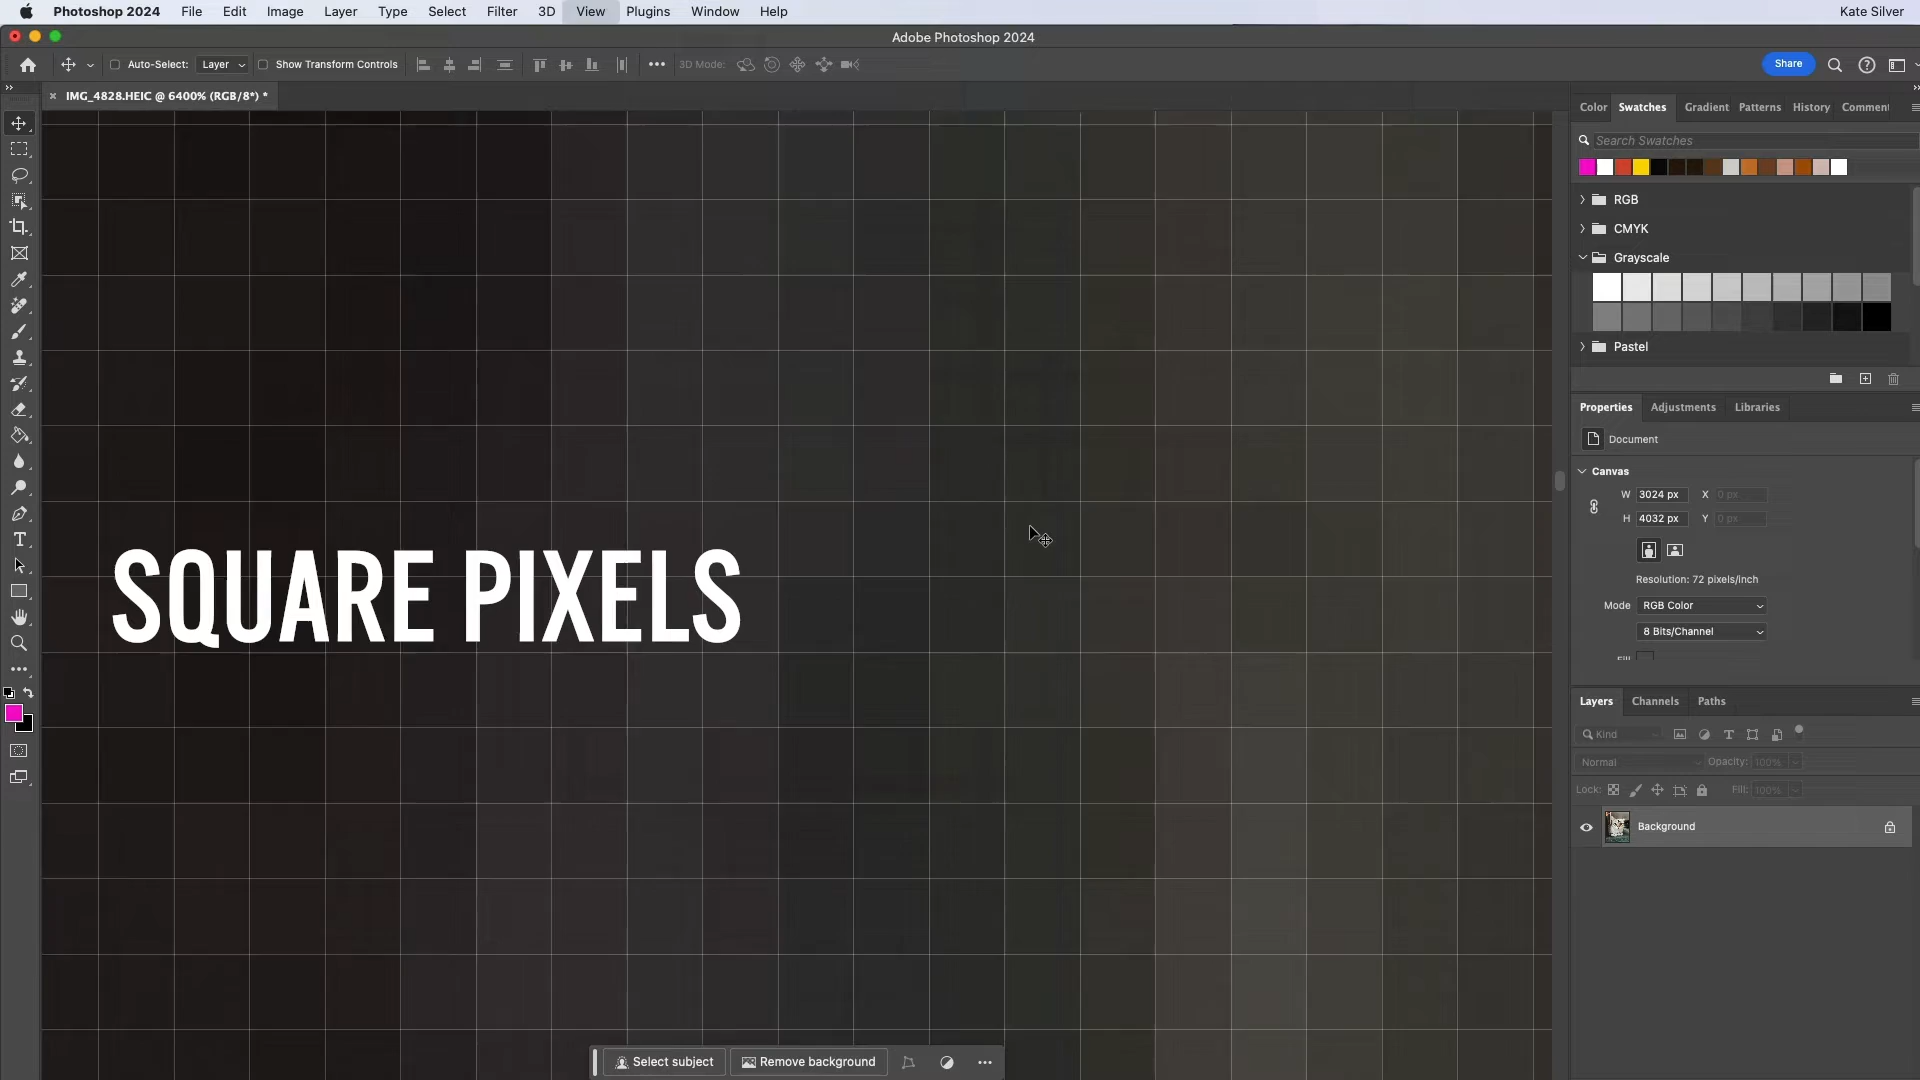 Photoshop 2024 File Edit Image Layer Type Select Filter 3D View Plugins Window Help Kate Silver
Adobe Photoshop 2024
Auto-Select: Layer Show Transform Controls 3D Mode: Share
IMG_4828.HEIC @ 6400% (RGB/8*) *
Color Swatches Gradient Patterns History Comment
Search Swatches
RGB
CMYK
Grayscale
Pastel
Properties Adjustments Libraries
Document
Canvas
W 3024 px X 0 px
H 4032 px Y 0 px
Resolution: 72 pixels/inch
Mode RGB Color
8 Bits/Channel
SQUARE PIXELS
Layers Channels Paths
Kind
Normal Opacity: 100%
Lock: Fill: 100%
Background
Select subject Remove background